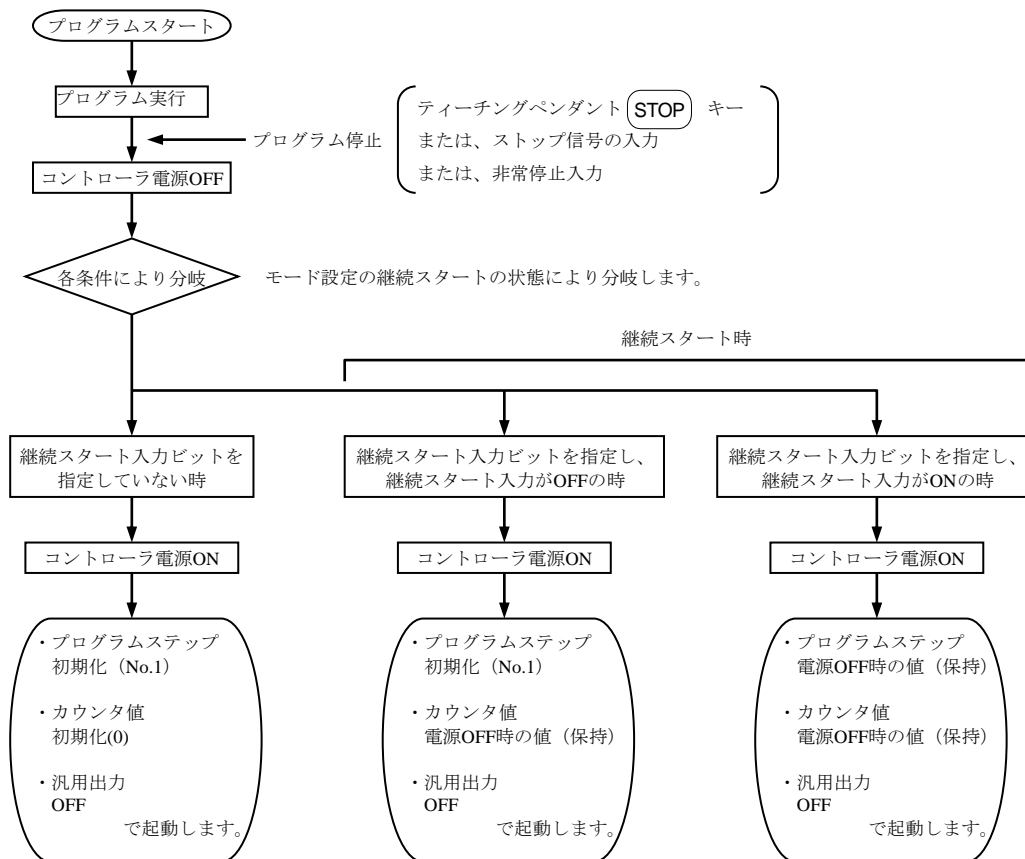 プログラムスタート
プログラム実行
プログラム停止
ティーチングペンダント STOP キー
または、ストップ信号の入力
または、非常停止入力
コントローラ電源OFF
各条件により分岐
モード設定の継続スタートの状態により分岐します。
継続スタート時
継続スタート入力ビットを
指定していない時
継続スタート入力ビットを指定し、
継続スタート入力がOFFの時
継続スタート入力ビットを指定し、
継続スタート入力がONの時
コントローラ電源ON
コントローラ電源ON
コントローラ電源ON
・プログラムステップ
初期化（No.1）
・カウンタ値
初期化(0)
・汎用出力
OFF
で起動します。
・プログラムステップ
初期化（No.1）
・カウンタ値
電源OFF時の値（保持）
・汎用出力
OFF
で起動します。
・プログラムステップ
電源OFF時の値（保持）
・カウンタ値
電源OFF時の値（保持）
・汎用出力
OFF
で起動します。